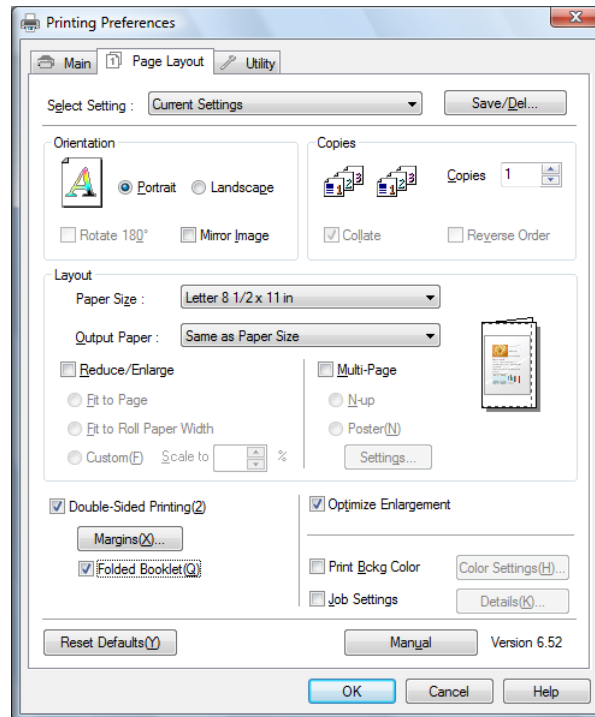 Printing Preferences
Main Page Layout Utility
Select Setting : Current Settings Save/Del...
Orientation Copies
Portrait Landscape Copies 1
Rotate 180° Mirror Image Collate Reverse Order
Layout
Paper Size : Letter 8 1/2 x 11 in
Output Paper : Same as Paper Size
Reduce/Enlarge Multi-Page
Fit to Page N-up
Fit to Roll Paper Width Poster(N)
Custom(F) Scale to % Settings...
Double-Sided Printing(2) Optimize Enlargement
Margins(X)...
Folded Booklet(Q) Print Bckg Color Color Settings(H)...
Job Settings Details(K)...
Reset Defaults(Y) Manual Version 6.52
OK Cancel Help